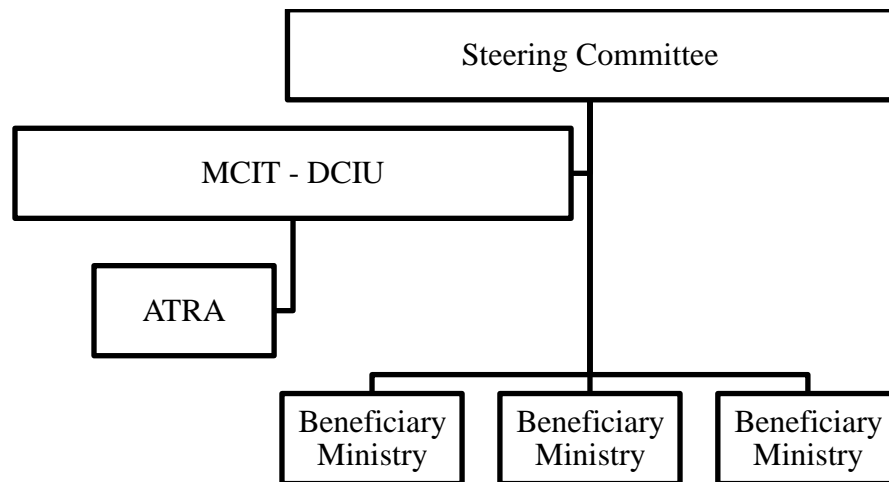 Steering Committee
MCIT - DCIU
ATRA
Beneficiary
Ministry
Beneficiary
Ministry
Beneficiary
Ministry